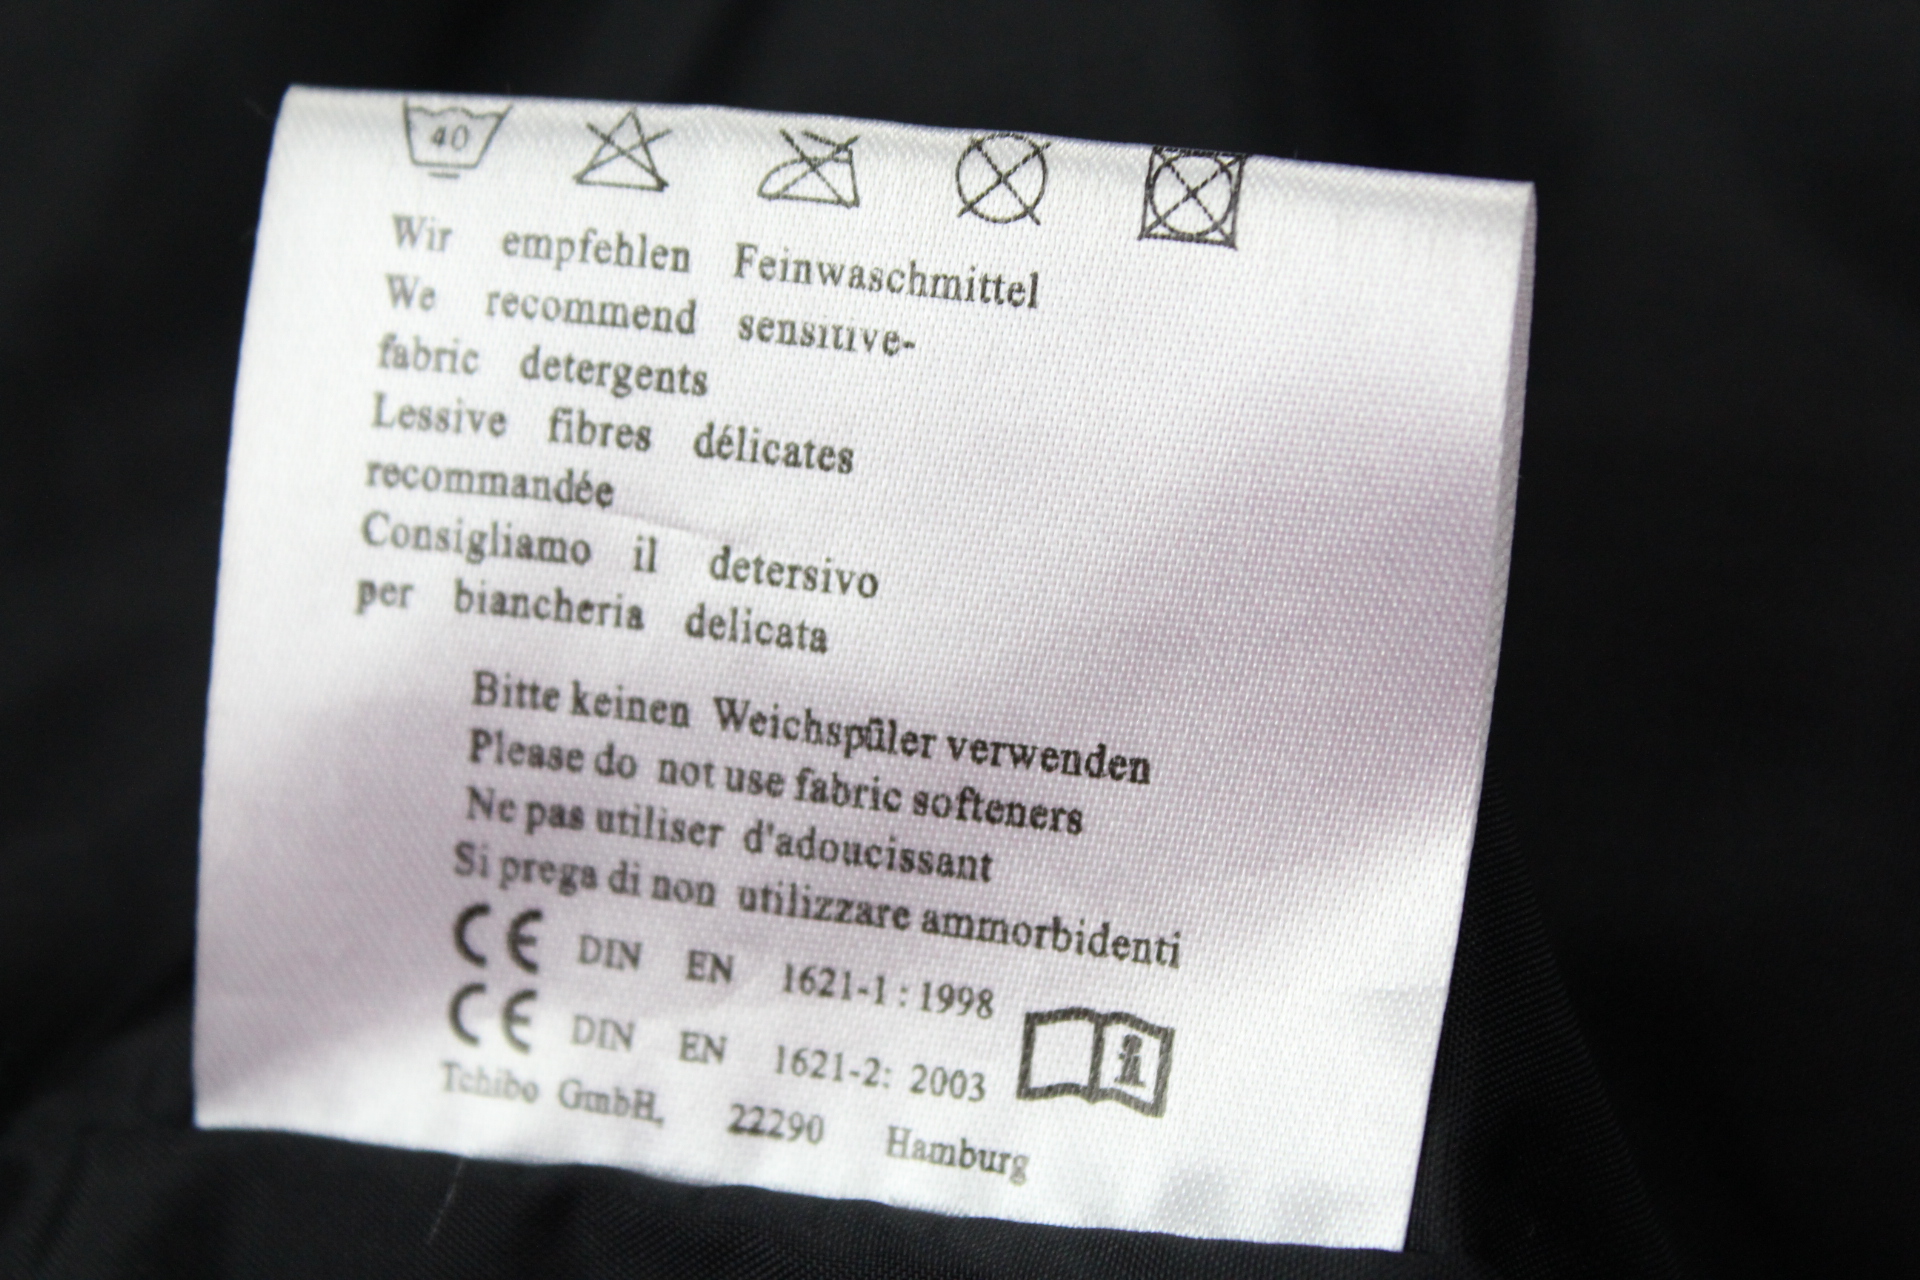 40
Wir empfehlen Feinwaschmittel
We recommend sensitive-
fabric detergents
Lessive fibres délicates
recommandée
Consigliamo il detersivo
per biancheria delicata
Bitte keinen Weichspüler verwenden
Please do not use fabric softeners
Ne pas utiliser d'adoucissant
Si prega di non utilizzare ammorbidenti
CE DIN EN 1621-1 : 1998
CE DIN EN 1621-2: 2003
i
Tchibo GmbH, 22290 Hamburg